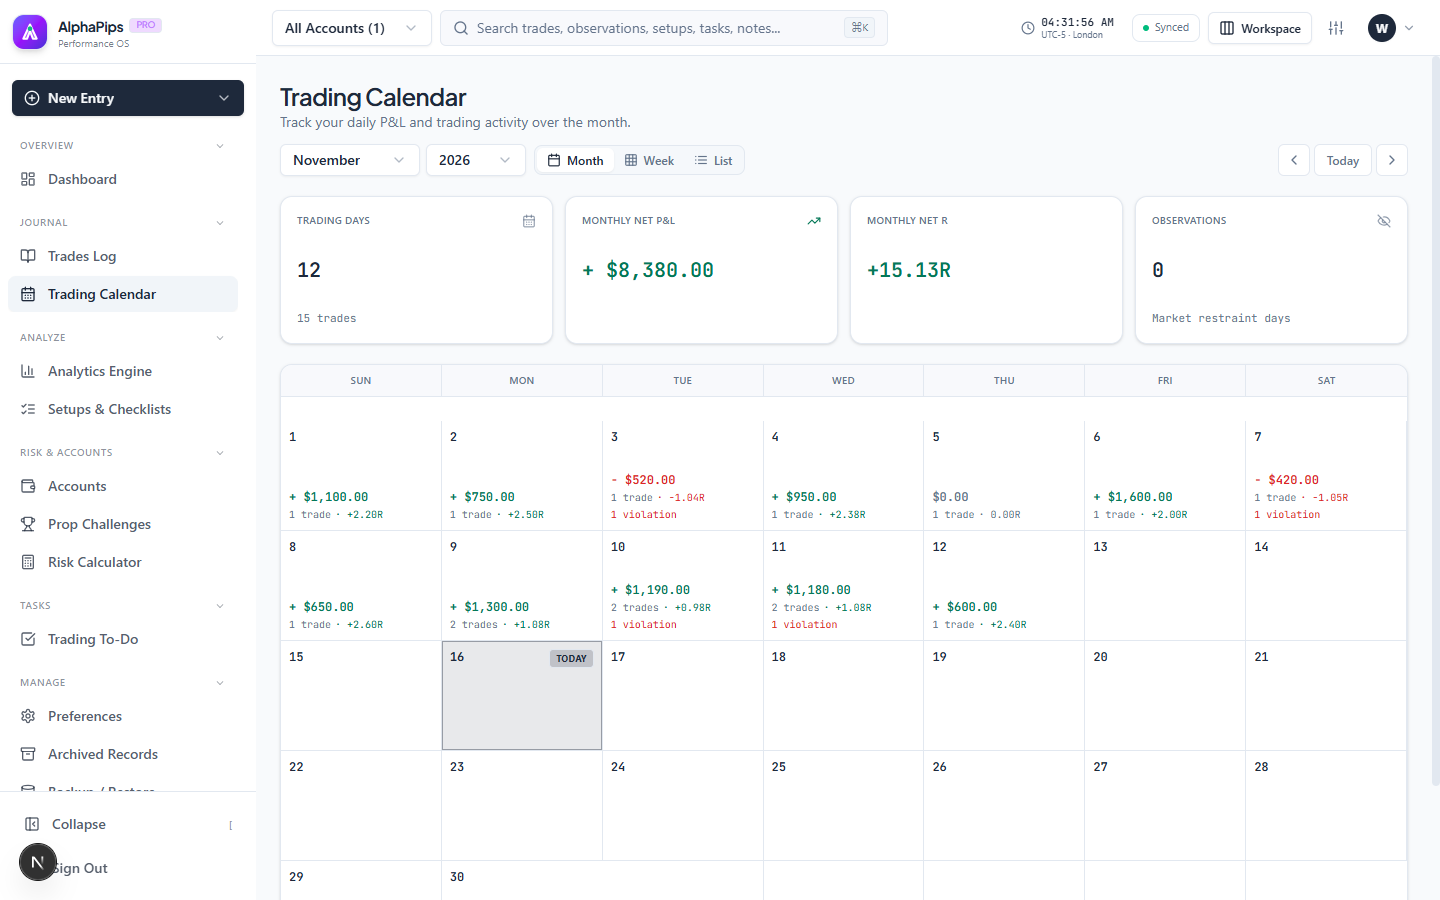 AlphaPips PRO
Performance OS
All Accounts (1)
Search trades, observations, setups, tasks, notes...
⌘K
04:31:56 AM
UTC-5 · London
Synced
Workspace
W
New Entry
OVERVIEW
Dashboard
JOURNAL
Trades Log
Trading Calendar
ANALYZE
Analytics Engine
Setups & Checklists
RISK & ACCOUNTS
Accounts
Prop Challenges
Risk Calculator
TASKS
Trading To-Do
MANAGE
Preferences
Archived Records
Backup / Restore
Collapse [
N
Sign Out
Trading Calendar
Track your daily P&L and trading activity over the month.
November 2026 Month Week List
Today
TRADING DAYS
12
15 trades
MONTHLY NET P&L
+ $8,380.00
MONTHLY NET R
+15.13R
OBSERVATIONS
0
Market restraint days
SUN MON TUE WED THU FRI SAT
1
+ $1,100.00
1 trade · +2.20R
2
+ $750.00
1 trade · +2.50R
3
- $520.00
1 trade · -1.04R
1 violation
4
+ $950.00
1 trade · +2.38R
5
$0.00
1 trade · 0.00R
6
+ $1,600.00
1 trade · +2.00R
7
- $420.00
1 trade · -1.05R
1 violation
8
+ $650.00
1 trade · +2.60R
9
+ $1,300.00
2 trades · +1.08R
10
+ $1,190.00
2 trades · +0.98R
1 violation
11
+ $1,180.00
2 trades · +1.08R
1 violation
12
+ $600.00
1 trade · +2.40R
13
14
15
16 TODAY
17
18
19
20
21
22
23
24
25
26
27
28
29
30